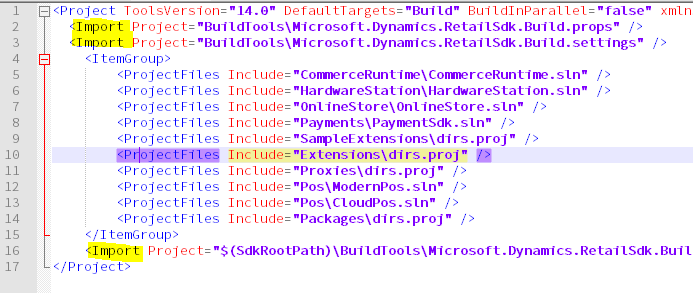 1 <Project ToolsVersion="14.0" DefaultTargets="Build" BuildInParallel="false" xmln
2 <Import Project="BuildTools\Microsoft.Dynamics.RetailSdk.Build.props" />
3 <Import Project="BuildTools\Microsoft.Dynamics.RetailSdk.Build.settings" />
4 <ItemGroup>
5 <ProjectFiles Include="CommerceRuntime\CommerceRuntime.sln" />
6 <ProjectFiles Include="HardwareStation\HardwareStation.sln" />
7 <ProjectFiles Include="OnlineStore\OnlineStore.sln" />
8 <ProjectFiles Include="Payments\PaymentSdk.sln" />
9 <ProjectFiles Include="SampleExtensions\dirs.proj" />
10 <ProjectFiles Include="Extensions\dirs.proj" />
11 <ProjectFiles Include="Proxies\dirs.proj" />
12 <ProjectFiles Include="Pos\ModernPos.sln" />
13 <ProjectFiles Include="Pos\CloudPos.sln" />
14 <ProjectFiles Include="Packages\dirs.proj" />
15 </ItemGroup>
16 <Import Project="$(SdkRootPath)\BuildTools\Microsoft.Dynamics.RetailSdk.Buil
17 </Project>